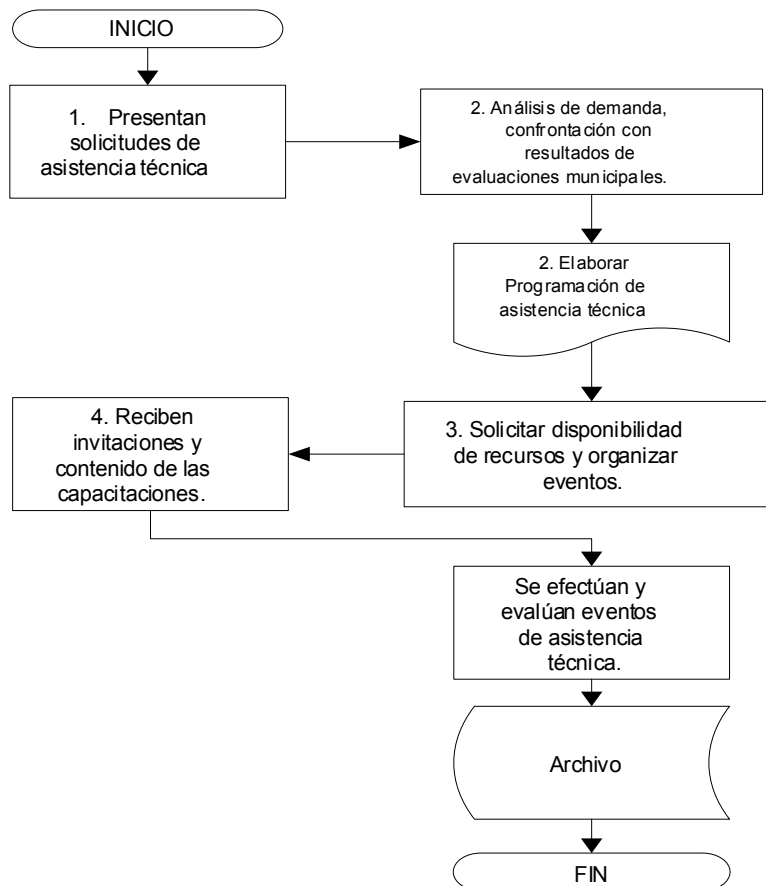 INICIO
1. Presentan
solicitudes de
asistencia técnica
2. Análisis de demanda,
confrontación con
resultados de
evaluaciones municipales.
2. Elaborar
Programación de
asistencia técnica
3. Solicitar disponibilidad
de recursos y organizar
eventos.
4. Reciben
invitaciones y
contenido de las
capacitaciones.
Se efectúan y
evalúan eventos
de asistencia
técnica.
Archivo
FIN